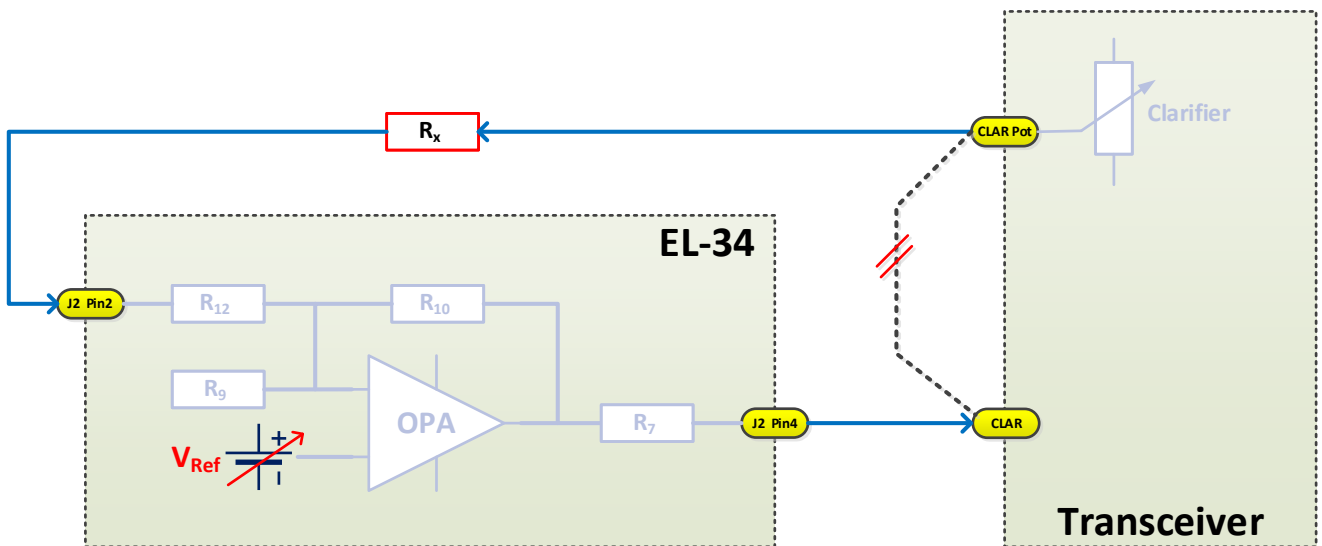 Clarifier
CLAR Pot
Rx
EL-34
J2 Pin2
R12
R10
R9
OPA
R7
J2 Pin4
CLAR
VRef
+
-
Transceiver